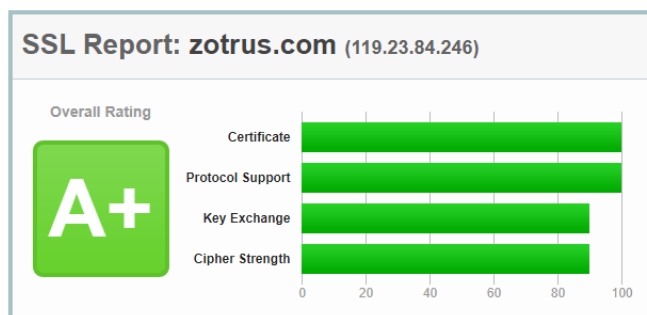 SSL Report: zotrus.com (119.23.84.246)
Overall Rating
A+
Certificate
Protocol Support
Key Exchange
Cipher Strength
0 20 40 60 80 100